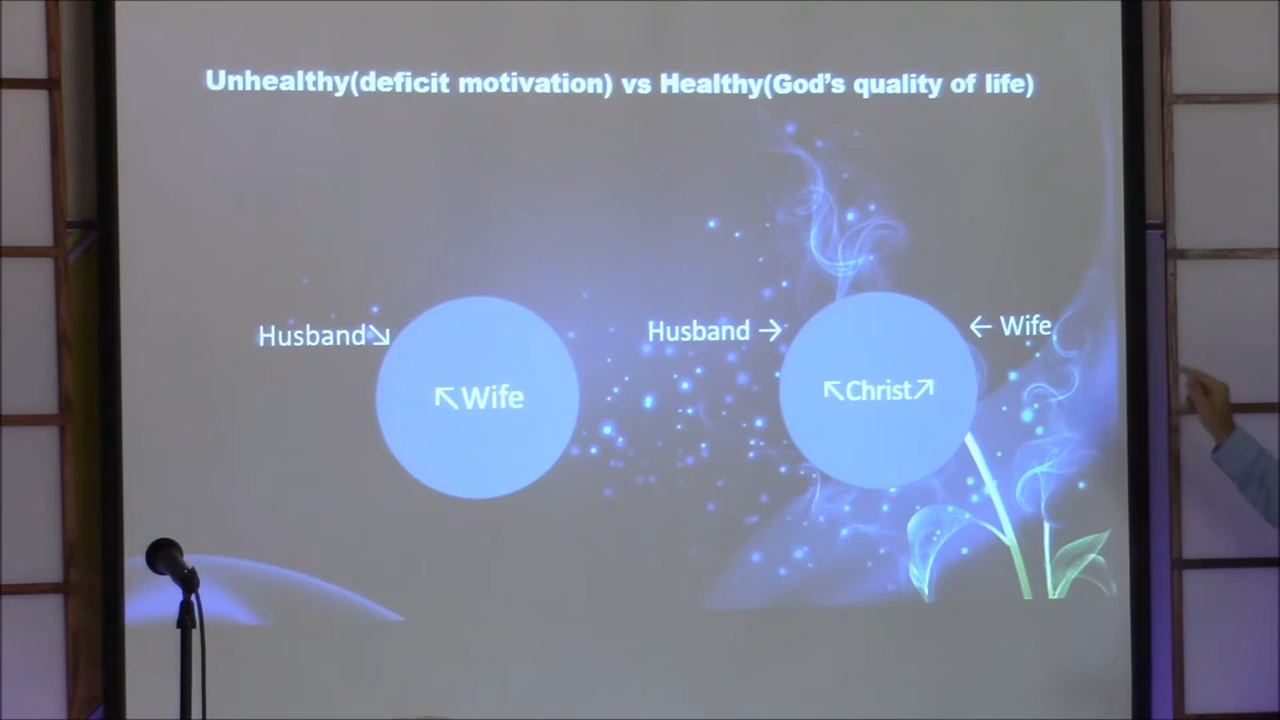 Unhealthy(deficit motivation) vs Healthy(God's quality of life)
Husband↘
↖Wife
Husband →
↖Christ↗
← Wife